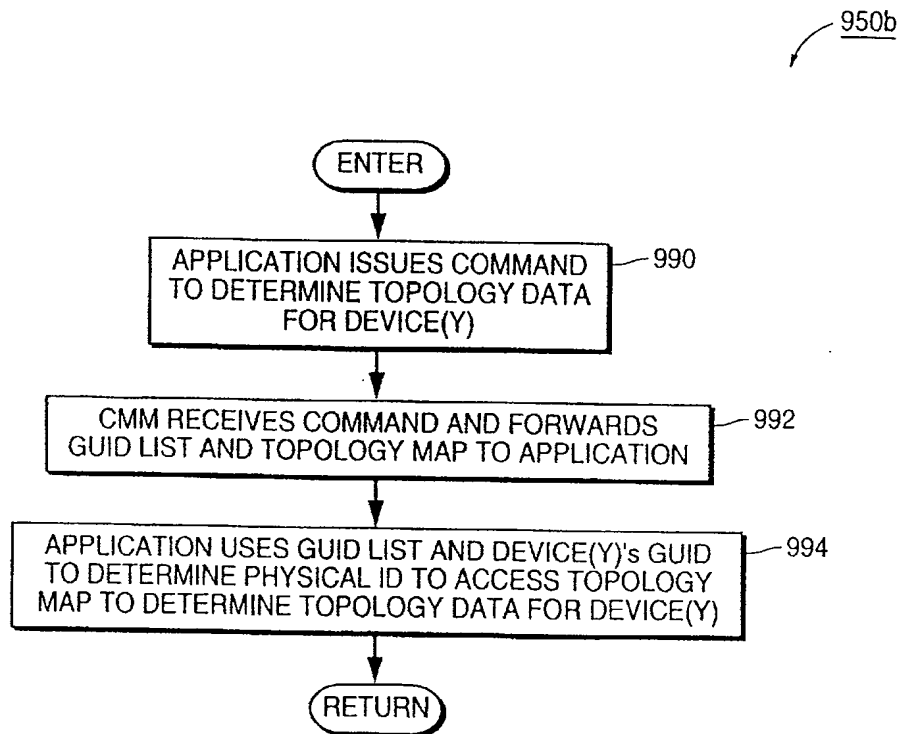 950b
ENTER
APPLICATION ISSUES COMMAND
TO DETERMINE TOPOLOGY DATA
FOR DEVICE(Y)
990
CMM RECEIVES COMMAND AND FORWARDS
GUID LIST AND TOPOLOGY MAP TO APPLICATION
992
APPLICATION USES GUID LIST AND DEVICE(Y)'s GUID
TO DETERMINE PHYSICAL ID TO ACCESS TOPOLOGY
MAP TO DETERMINE TOPOLOGY DATA FOR DEVICE(Y)
994
RETURN